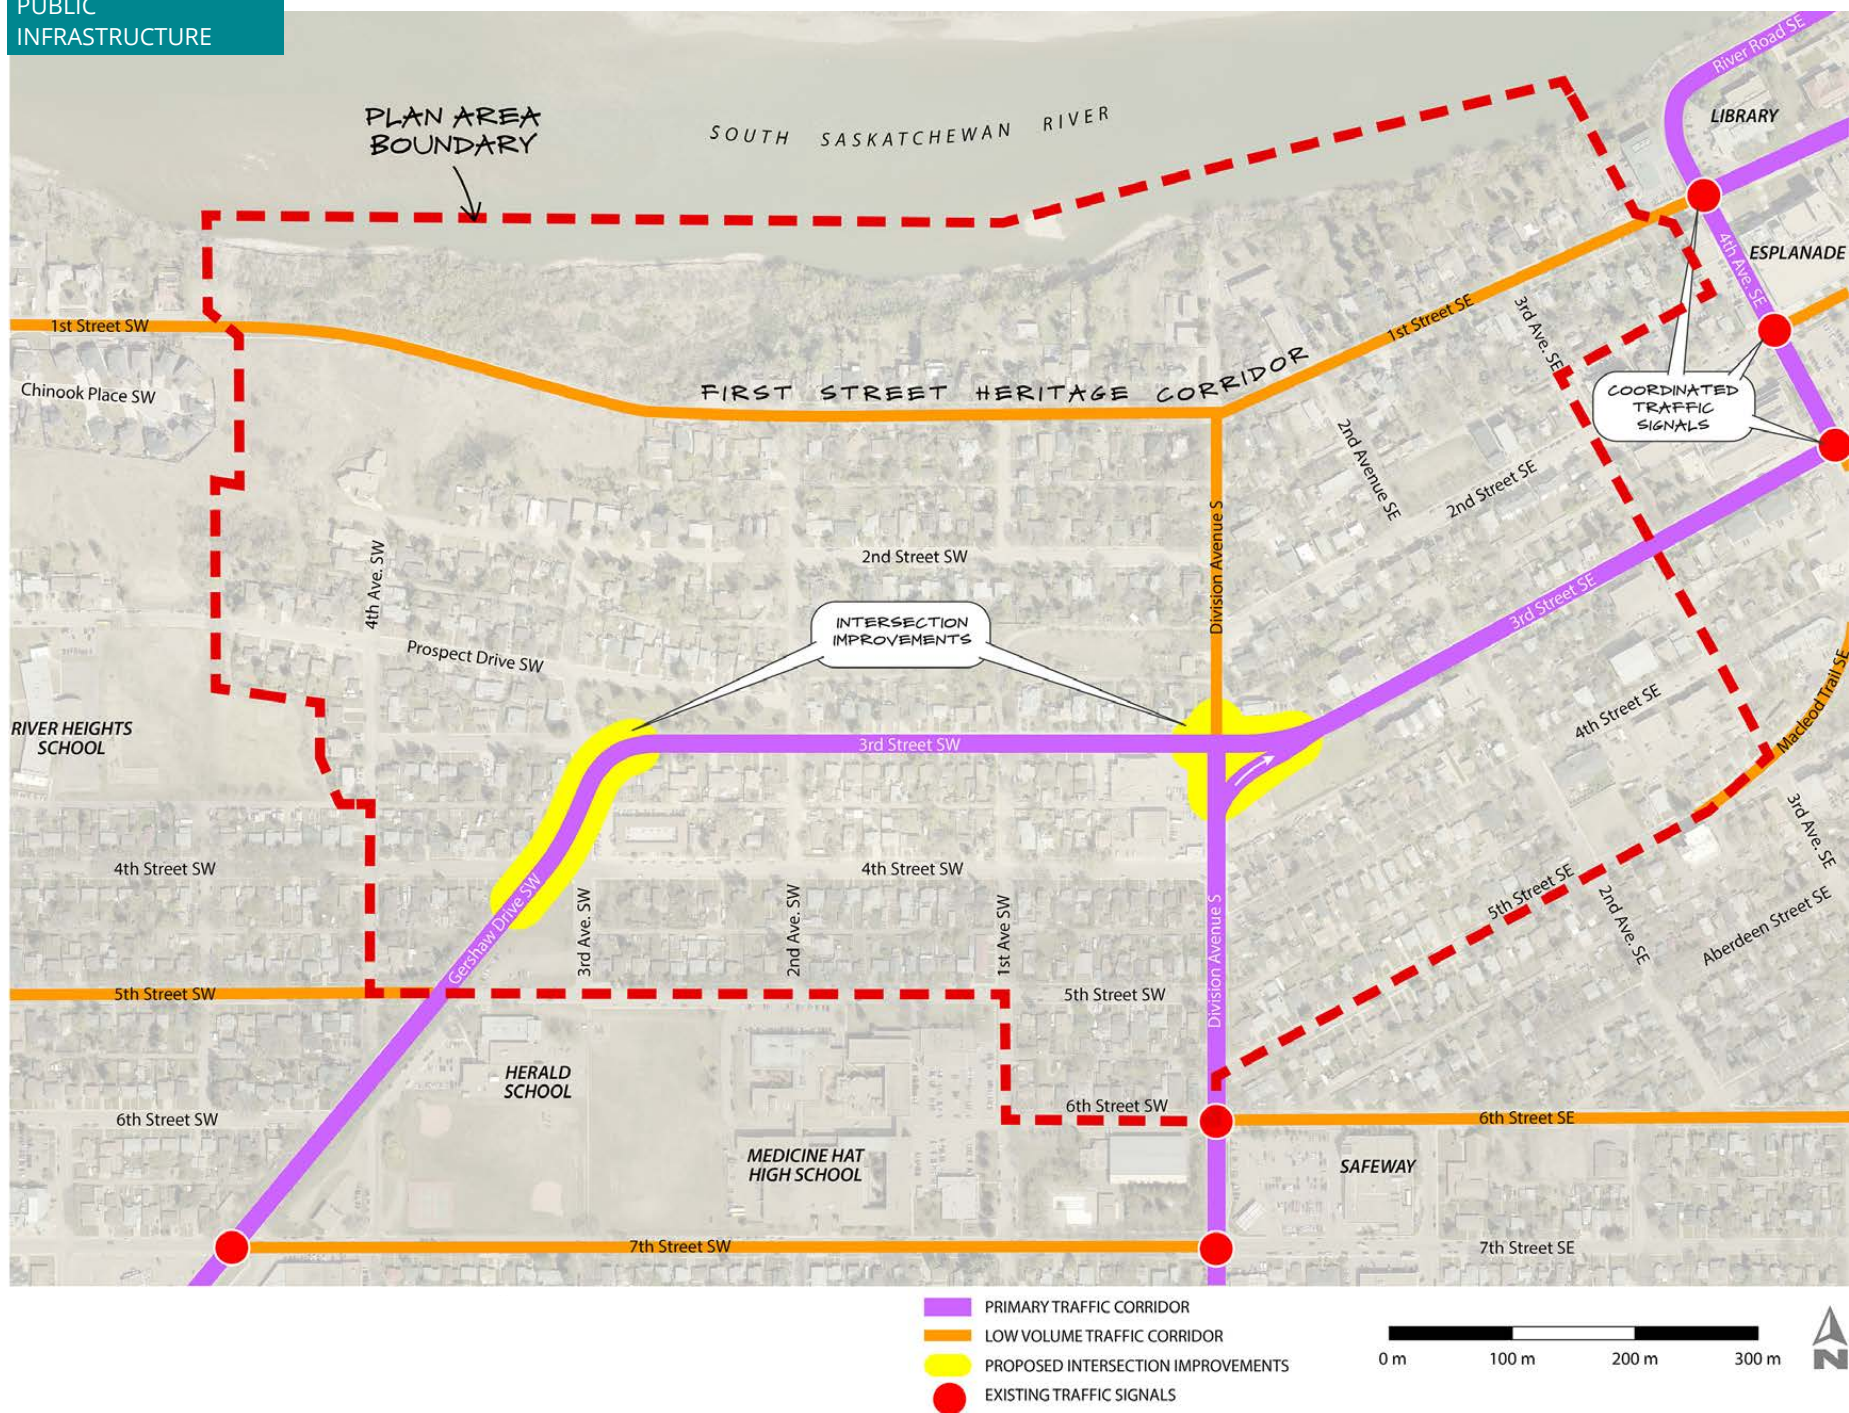 PUBLIC
INFRASTRUCTURE
PLAN AREA
BOUNDARY
SOUTH SASKATCHEWAN RIVER
River Road SE
LIBRARY
4th Ave. SE
ESPLANADE
1st Street SW
Chinook Place SW
FIRST STREET HERITAGE CORRIDOR
1st Street SE
3rd Ave. SE
COORDINATED
TRAFFIC
SIGNALS
2nd Avenue SE
2nd Street SE
4th Ave. SW
2nd Street SW
Division Avenue S
3rd Street SE
INTERSECTION
IMPROVEMENTS
Prospect Drive SW
RIVER HEIGHTS
SCHOOL
3rd Street SW
4th Street SE
Macleod Trail SE
4th Street SW
4th Street SW
3rd Ave. SE
5th Street SE
2nd Ave. SE
Aberdeen Street SE
Gershaw Drive SW
3rd Ave. SW
2nd Ave. SW
1st Ave SW
Division Avenue S
5th Street SW
5th Street SW
HERALD
SCHOOL
6th Street SW
6th Street SW
6th Street SE
MEDICINE HAT
HIGH SCHOOL
SAFEWAY
7th Street SW
7th Street SE
PRIMARY TRAFFIC CORRIDOR
LOW VOLUME TRAFFIC CORRIDOR
PROPOSED INTERSECTION IMPROVEMENTS
EXISTING TRAFFIC SIGNALS
0 m 100 m 200 m 300 m
N